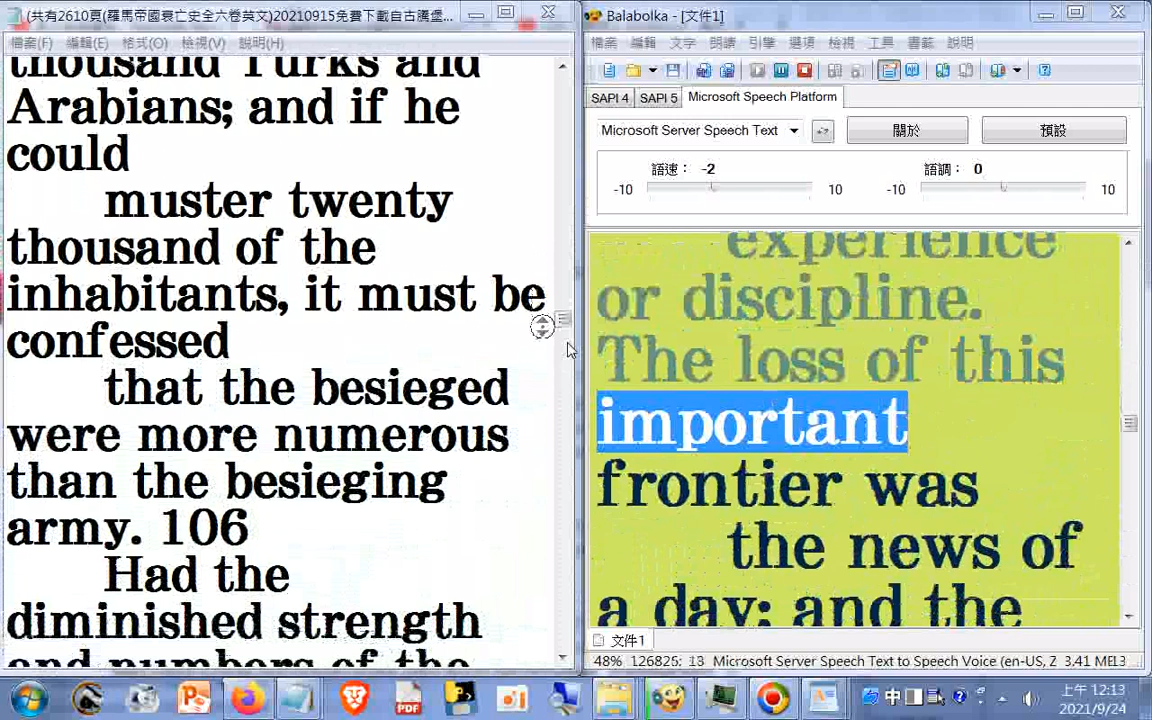 (共有2610頁(羅馬帝國衰亡史全六卷英文)20210915免費下載自古騰堡...
檔案(F) 編輯(E) 格式(O) 檢視(V) 說明(H)
thousand Turks and
Arabians; and if he
could
muster twenty
thousand of the
inhabitants, it must be
confessed
that the besieged
were more numerous
than the besieging
army. 106
Had the
diminished strength
and numbers of the
Balabolka - [文件1]
檔案 編輯 文字 朗讀 引擎 選項 檢視 工具 書籤 說明
SAPI 4 SAPI 5 Microsoft Speech Platform
Microsoft Server Speech Text 關於 預設
語速： -2 語調： 0
-10 10 -10 10
experience
or discipline.
The loss of this
important
frontier was
the news of
a day; and the
文件1
48% 126825: 13 Microsoft Server Speech Text to Speech Voice (en-US, Z 3.41 ME
PDF 中 上午 12:13
2021/9/24